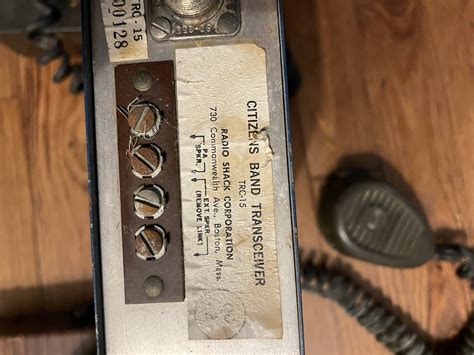 TRC-15
00128
CITIZENS BAND TRANSCEIVER
TRC-15
RADIO SHACK CORPORATION
730 Commonwealth Ave., Boston, Mass.
PA
SPKR.
EXT SPKR.
(REMOVE LINK)